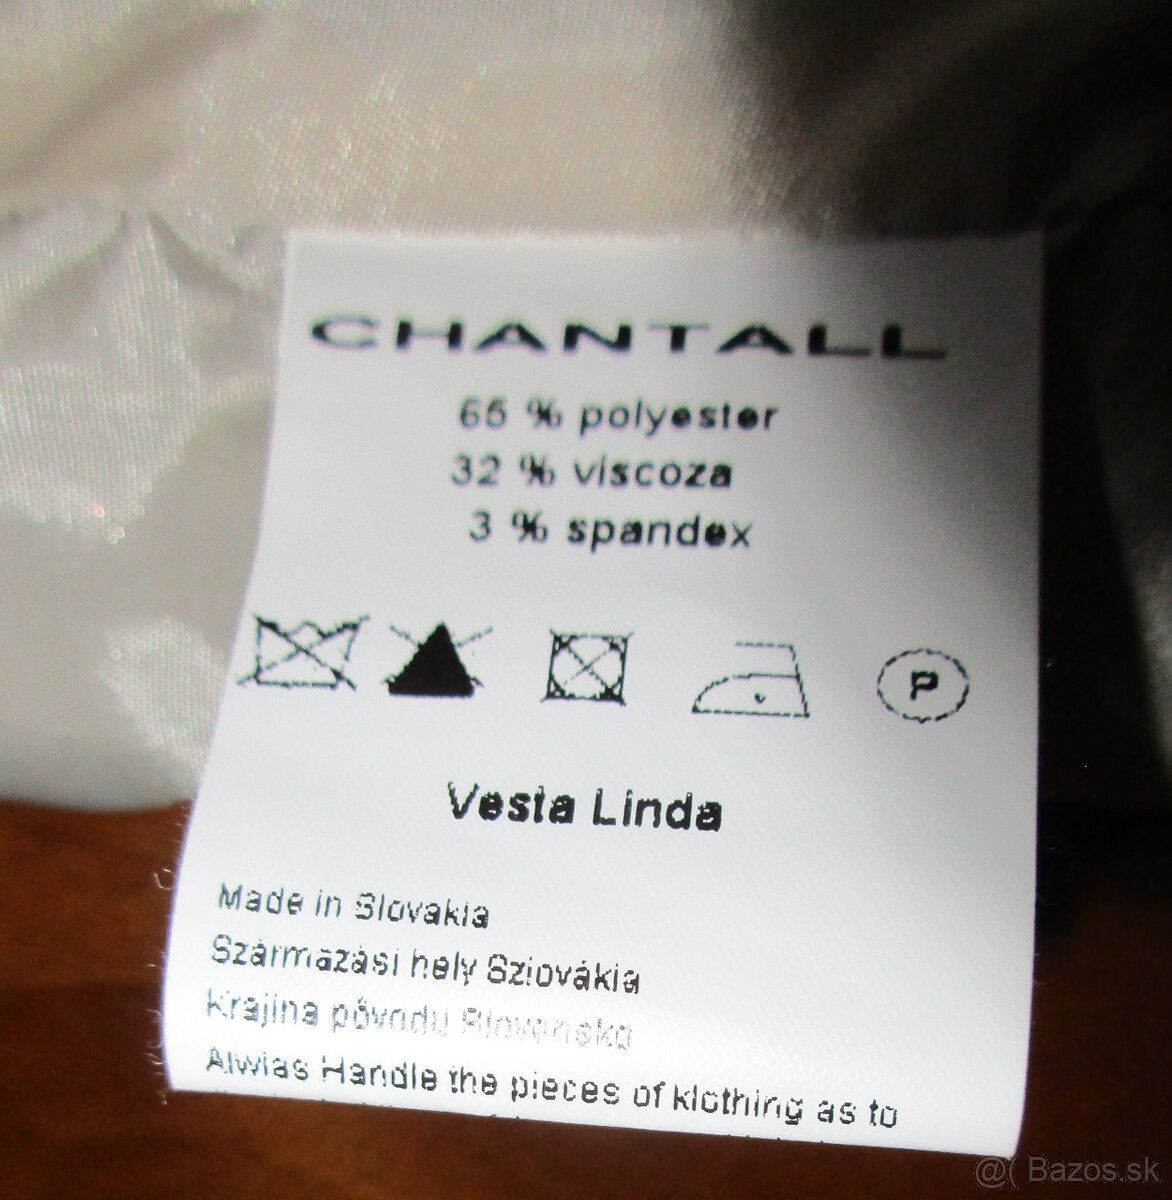 CHANTALL
65 % polyester
32 % viscoza
3 % spandex
P
Vesta Linda
Made in Slovakia
Származási hely Szlovákia
Krajina pôvodu Slovensko
Alwias Handle the pieces of klothing as to
@( Bazos.sk